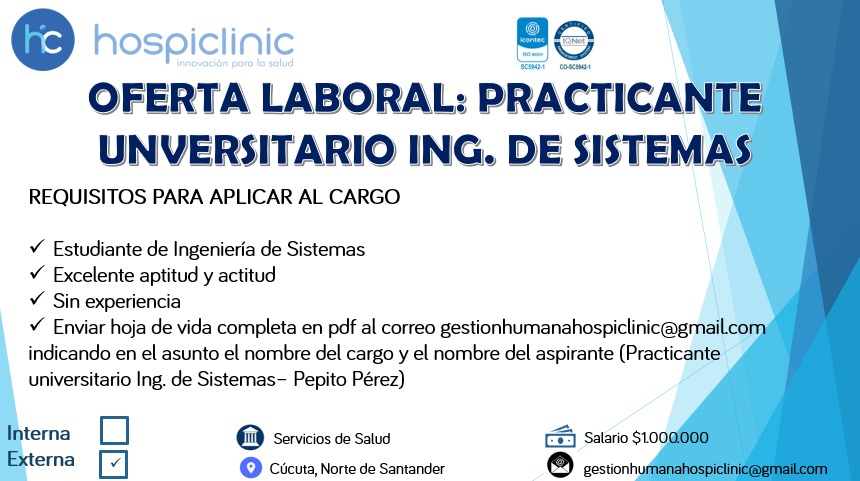 hc hospiclinic
innovación para la salud
icontec
ISO 9001
SC5942-1
CERTIFIED
IQNet
MANAGEMENT SYSTEM
CO-SC5942-1
OFERTA LABORAL: PRACTICANTE
UNVERSITARIO ING. DE SISTEMAS
REQUISITOS PARA APLICAR AL CARGO
✓ Estudiante de Ingeniería de Sistemas
✓ Excelente aptitud y actitud
✓ Sin experiencia
✓ Enviar hoja de vida completa en pdf al correo gestionhumanahospiclinic@gmail.com
indicando en el asunto el nombre del cargo y el nombre del aspirante (Practicante
universitario Ing. de Sistemas– Pepito Pérez)
Interna
Externa ✓
Servicios de Salud
Cúcuta, Norte de Santander
Salario $1.000.000
gestionhumanahospiclinic@gmail.com